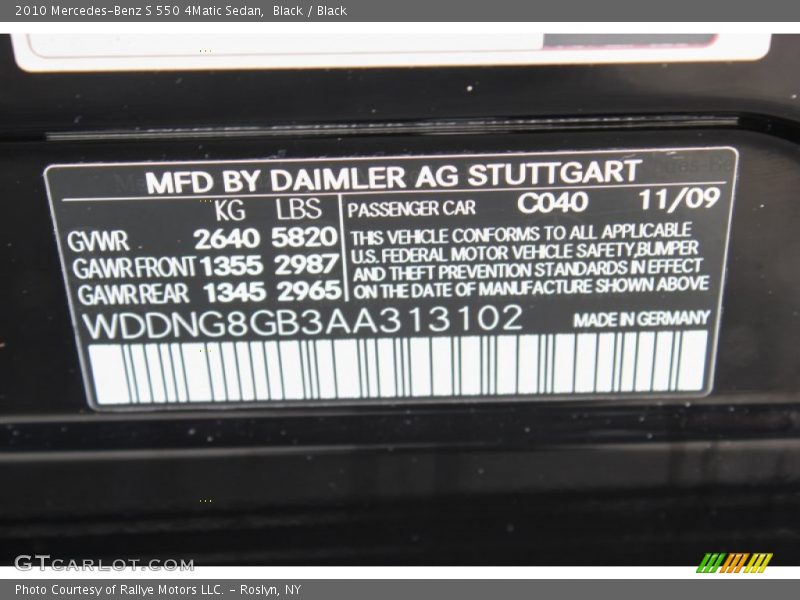 2010 Mercedes-Benz S 550 4Matic Sedan, Black / Black
MFD BY DAIMLER AG STUTTGART
KG LBS
GVWR 2640 5820
GAWR FRONT 1355 2987
GAWR REAR 1345 2965
PASSENGER CAR C040 11/09
THIS VEHICLE CONFORMS TO ALL APPLICABLE
U.S. FEDERAL MOTOR VEHICLE SAFETY,BUMPER
AND THEFT PREVENTION STANDARDS IN EFFECT
ON THE DATE OF MANUFACTURE SHOWN ABOVE
WDDNG8GB3AA313102 MADE IN GERMANY
GTCARLOT.COM
Photo Courtesy of Rallye Motors LLC. - Roslyn, NY